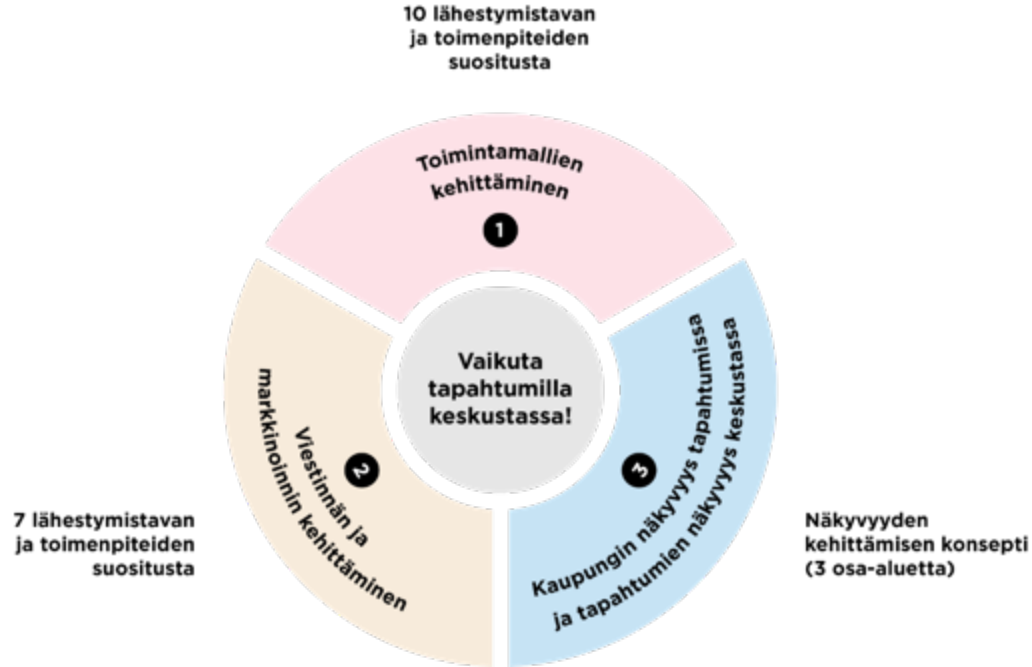 10 lähestymistavan
ja toimenpiteiden
suositusta
Toimintamallien
kehittäminen
1
Vaikuta
tapahtumilla
keskustassa!
Viestinnän ja
markkinoinnin kehittäminen
2
7 lähestymistavan
ja toimenpiteiden
suositusta
Kaupungin näkyvyys tapahtumissa
ja tapahtumien näkyvyys keskustassa
3
Näkyvyyden
kehittämisen konsepti
(3 osa-aluetta)